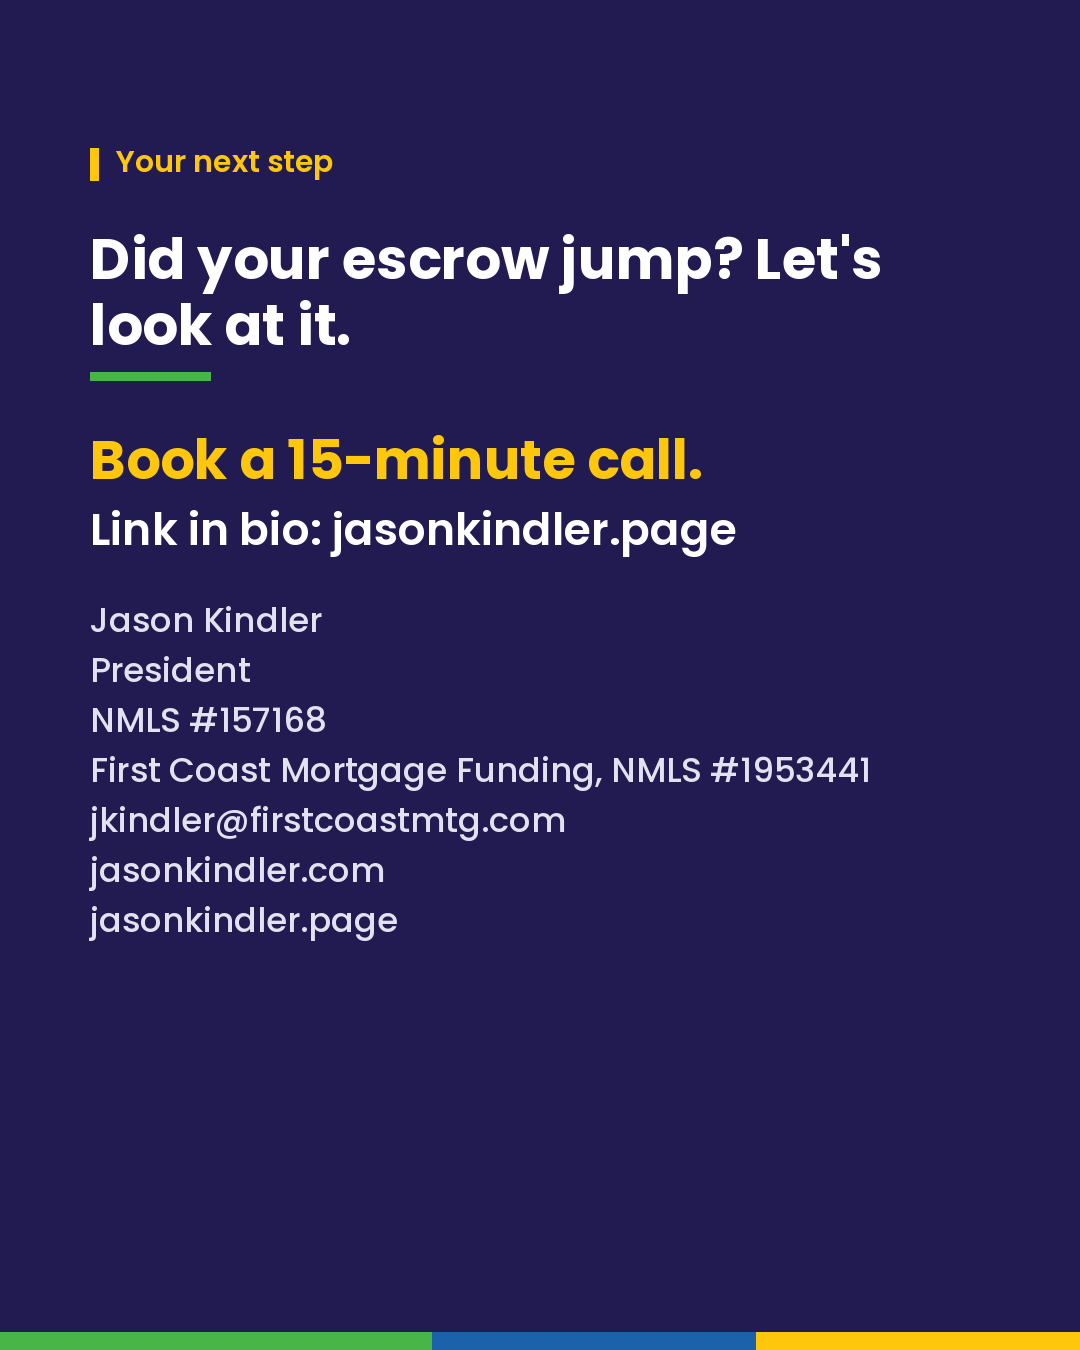 Your next step
Did your escrow jump? Let's
look at it.
Book a 15-minute call.
Link in bio: jasonkindler.page
Jason Kindler
President
NMLS #157168
First Coast Mortgage Funding, NMLS #1953441
jkindler@firstcoastmtg.com
jasonkindler.com
jasonkindler.page